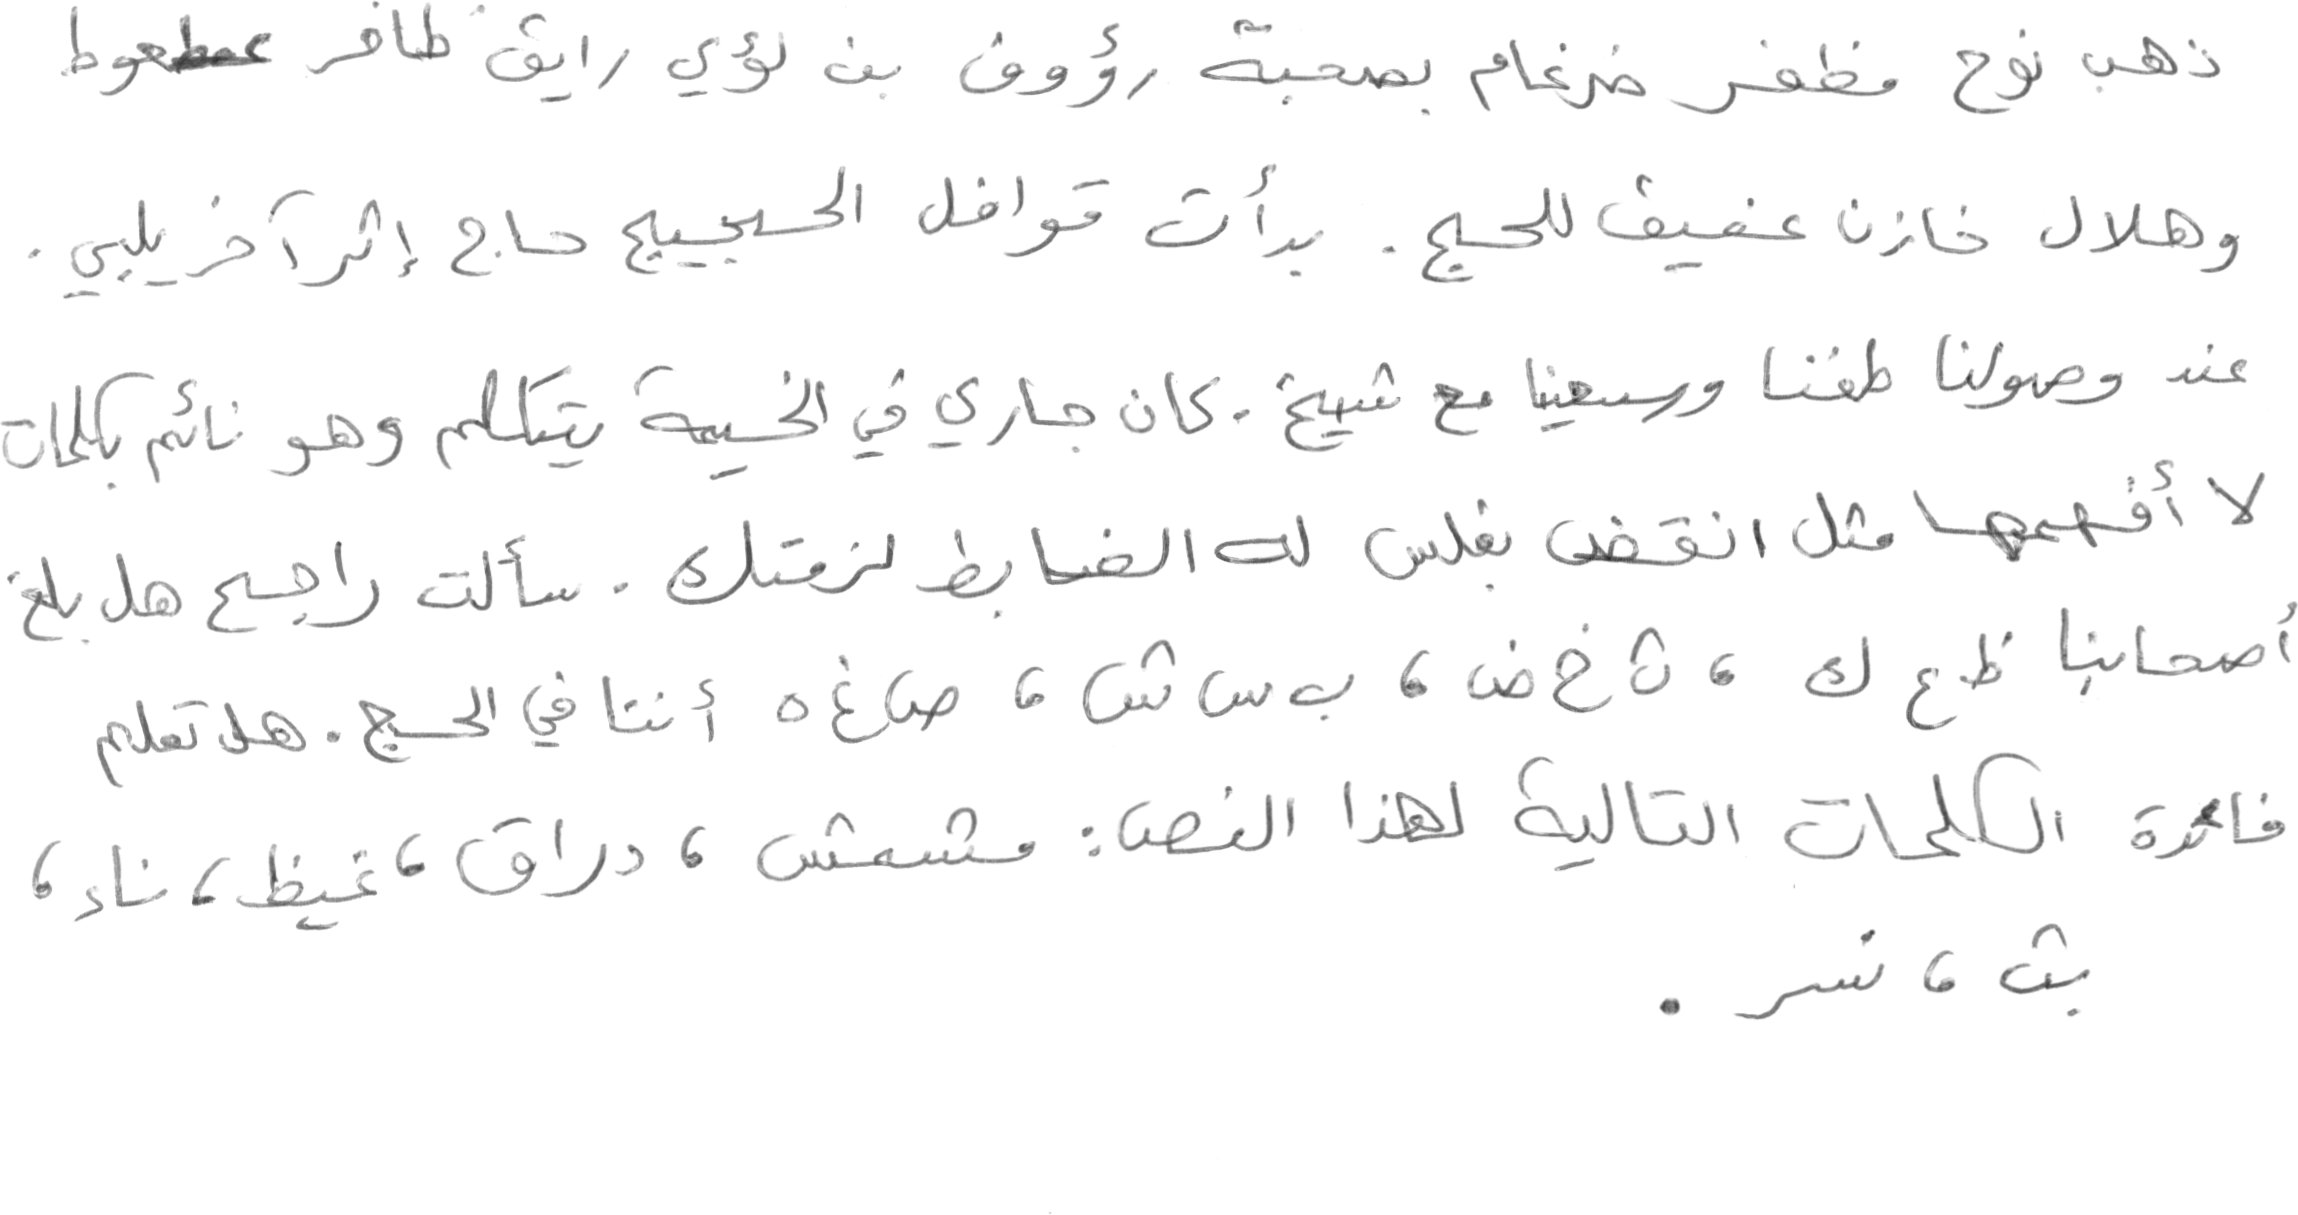 ذهب نوح مظفر ضرغام بصحبة رؤوف بن لؤي رايق ظافر عطعوط
وهلال خازن عفيف للحج . بدأت قوافل الحجيج حاج إثر آخر يلبي .
عند وصولنا طفنا وسعينا مع شيخ . كان جاري في الخيمة يتكلم وهو نائم بكلمات
لا أفهمها مثل انقض بغلس له الضابط لزمتك . سألت راجح هل بلغ
أصحابنا ظ ع ك ، ث خ ض ، ب س ش ، ص غ ه أننا في الحج . هل تعلم
فائدة الكلمات التالية لهذا النص : مشمش ، دراق ، غيظ ، ناء ،
بث ، نسر .